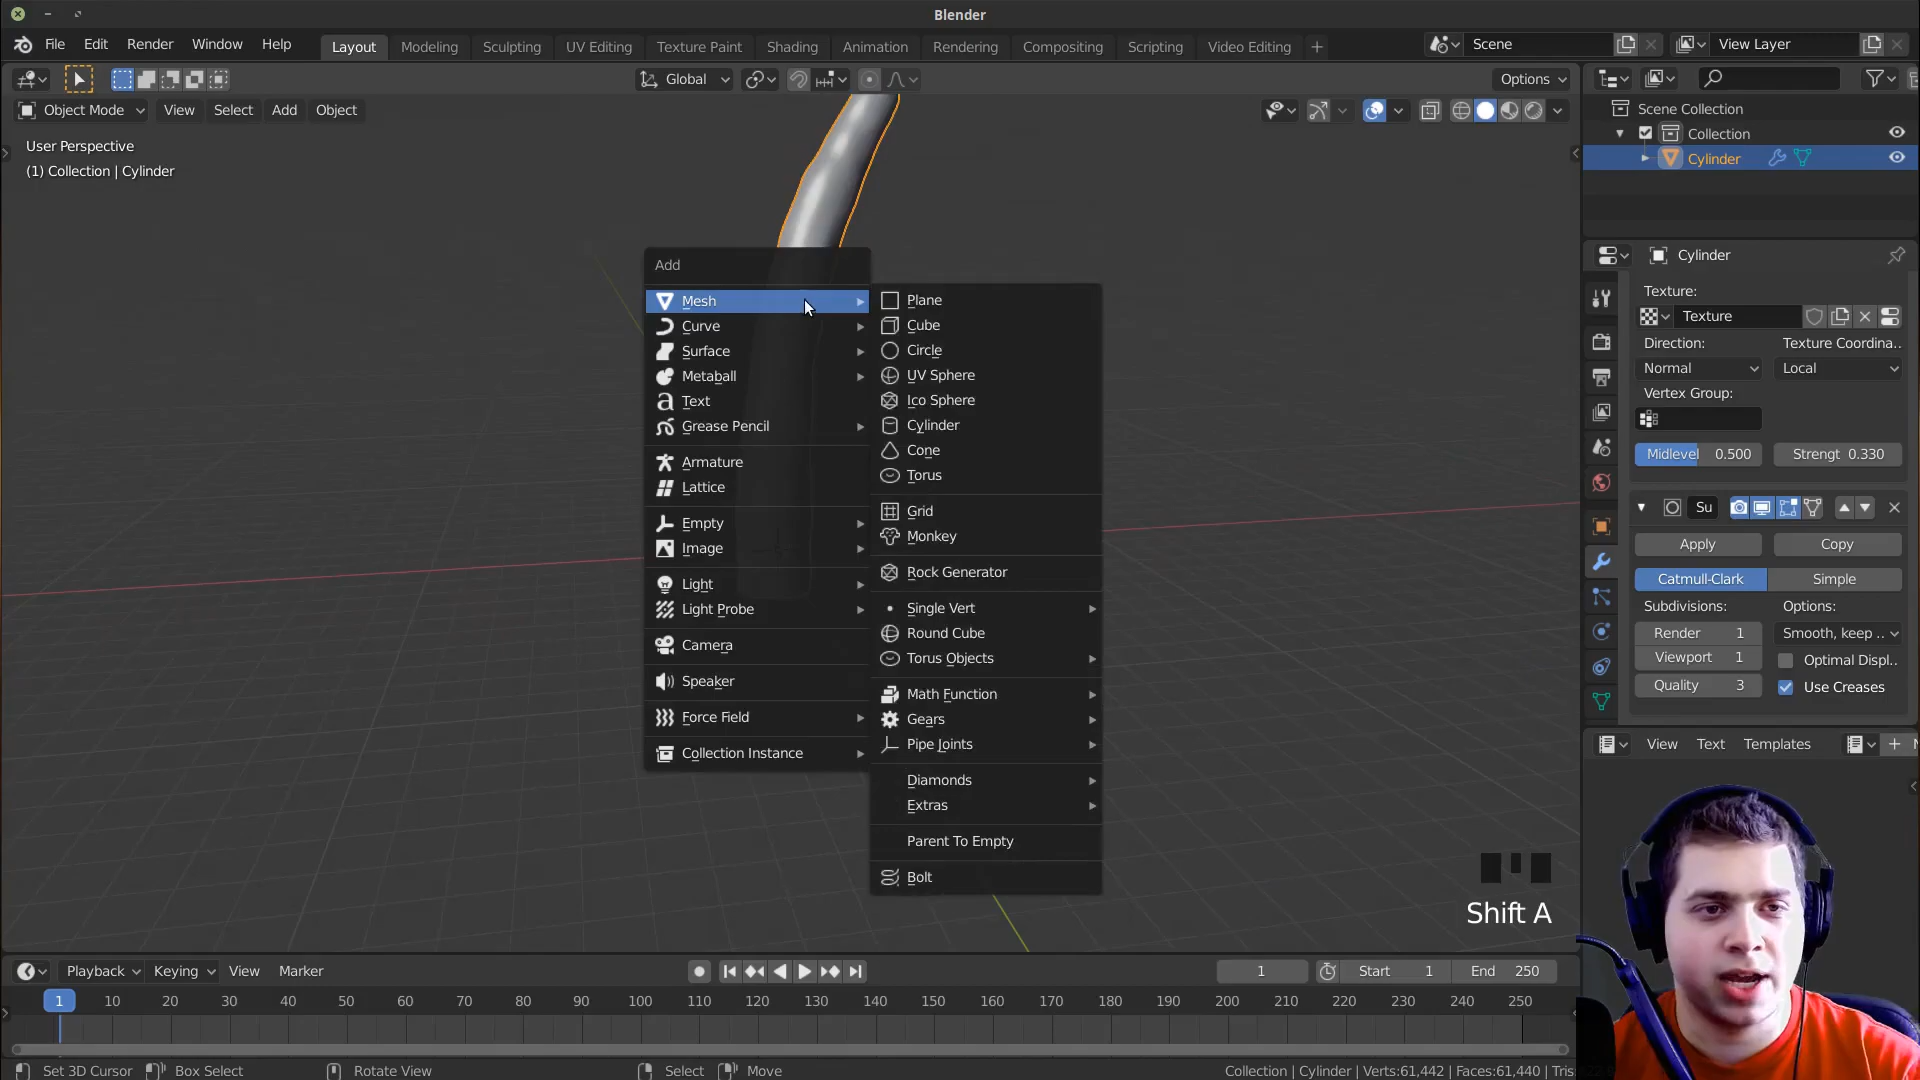 Blender
File Edit Render Window Help Layout Modeling Sculpting UV Editing Texture Paint Shading Animation Rendering Compositing Scripting Video Editing + Scene View Layer
Global Options
Object Mode View Select Add Object
User Perspective
(1) Collection | Cylinder
Add
Mesh
Curve
Surface
Metaball
Text
Grease Pencil
Armature
Lattice
Empty
Image
Light
Light Probe
Camera
Speaker
Force Field
Collection Instance
Plane
Cube
Circle
UV Sphere
Ico Sphere
Cylinder
Cone
Torus
Grid
Monkey
Rock Generator
Single Vert
Round Cube
Torus Objects
Math Function
Gears
Pipe Joints
Diamonds
Extras
Parent To Empty
Bolt
Shift A
Scene Collection
Collection
Cylinder
Cylinder
Texture:
Texture
Direction: Texture Coordina..
Normal Local
Vertex Group:
Midlevel 0.500 Strengt 0.330
Su
Apply Copy
Catmull-Clark Simple
Subdivisions: Options:
Render 1 Smooth, keep ..
Viewport 1 Optimal Displ..
Quality 3 Use Creases
View Text Templates
Playback Keying View Marker 1 Start 1 End 250
1 10 20 30 40 50 60 70 80 90 100 110 120 130 140 150 160 170 180 190 200 210 220 230 240 250
Set 3D Cursor Box Select Rotate View Select Move Collection | Cylinder | Verts:61,442 | Faces:61,440 | Tris: